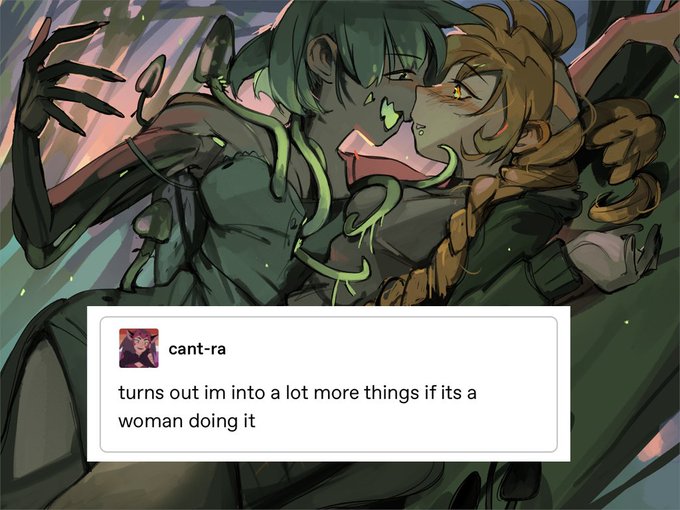 cant-ra
turns out im into a lot more things if its a
woman doing it